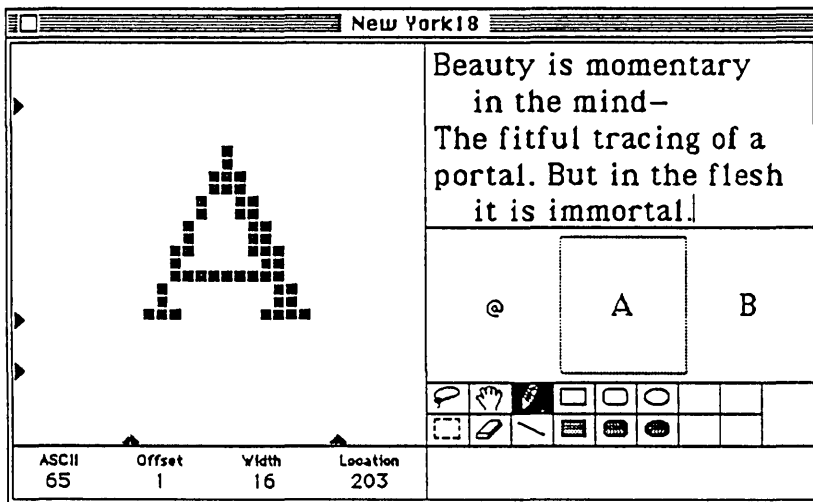 New York18
Beauty is momentary
in the mind—
The fitful tracing of a
portal. But in the flesh
it is immortal.
@ A B
ASCII Offset Width Location
65 1 16 203